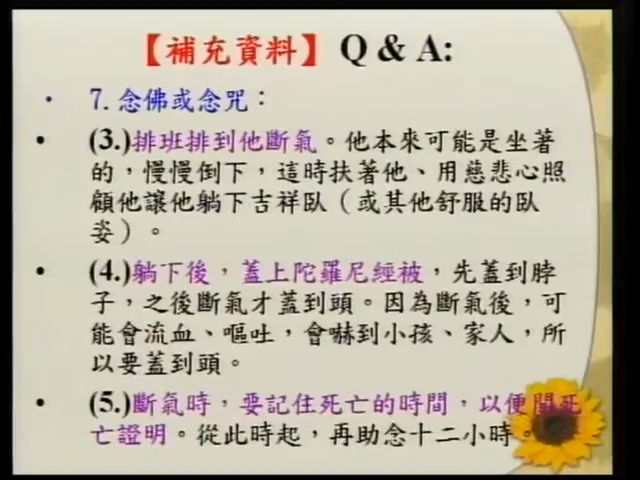 【補充資料】 Q & A:
• 7. 念佛或念咒：
• (3.)排班排到他斷氣。他本來可能是坐著
的，慢慢倒下，這時扶著他、用慈悲心照
顧他讓他躺下吉祥臥（或其他舒服的臥
姿）。
• (4.)躺下後，蓋上陀羅尼經被，先蓋到脖
子，之後斷氣才蓋到頭。因為斷氣後，可
能會流血、嘔吐，會嚇到小孩、家人，所
以要蓋到頭。
• (5.)斷氣時，要記住死亡的時間，以便開死
亡證明。從此時起，再助念十二小時。